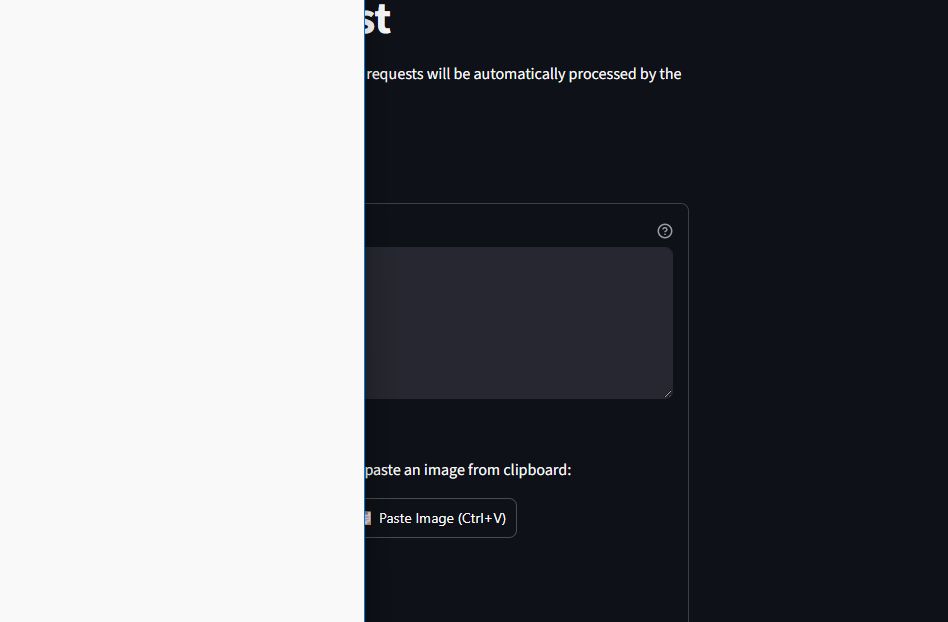 st
requests will be automatically processed by the
paste an image from clipboard:
Paste Image (Ctrl+V)